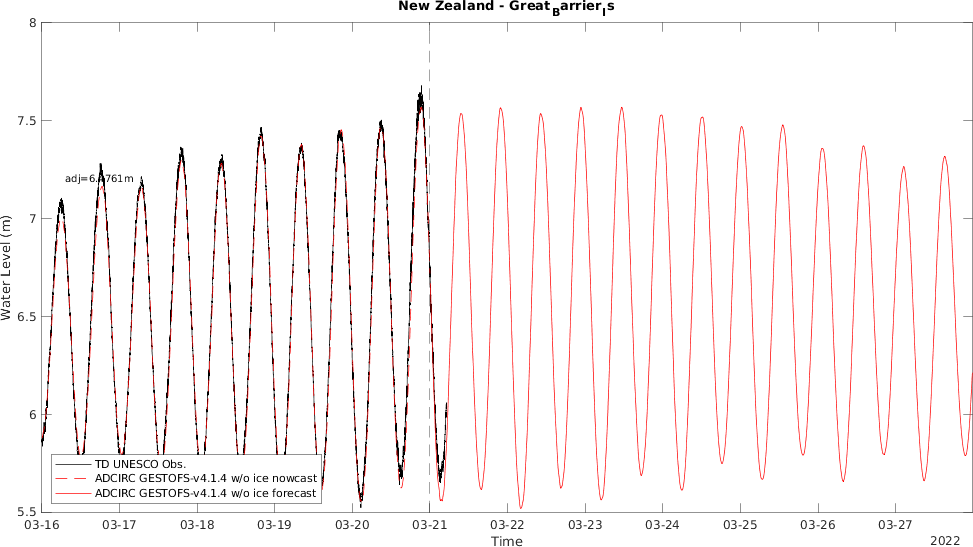 New Zealand - Great_Barrier_Is
8
7.5
7
6.5
6
5.5
Water Level (m)
TD UNESCO Obs.
ADCIRC GESTOFS-v4.1.4 w/o ice nowcast
ADCIRC GESTOFS-v4.1.4 w/o ice forecast
03-16 03-17 03-18 03-19 03-20 03-21 03-22 03-23 03-24 03-25 03-26 03-27
Time
2022